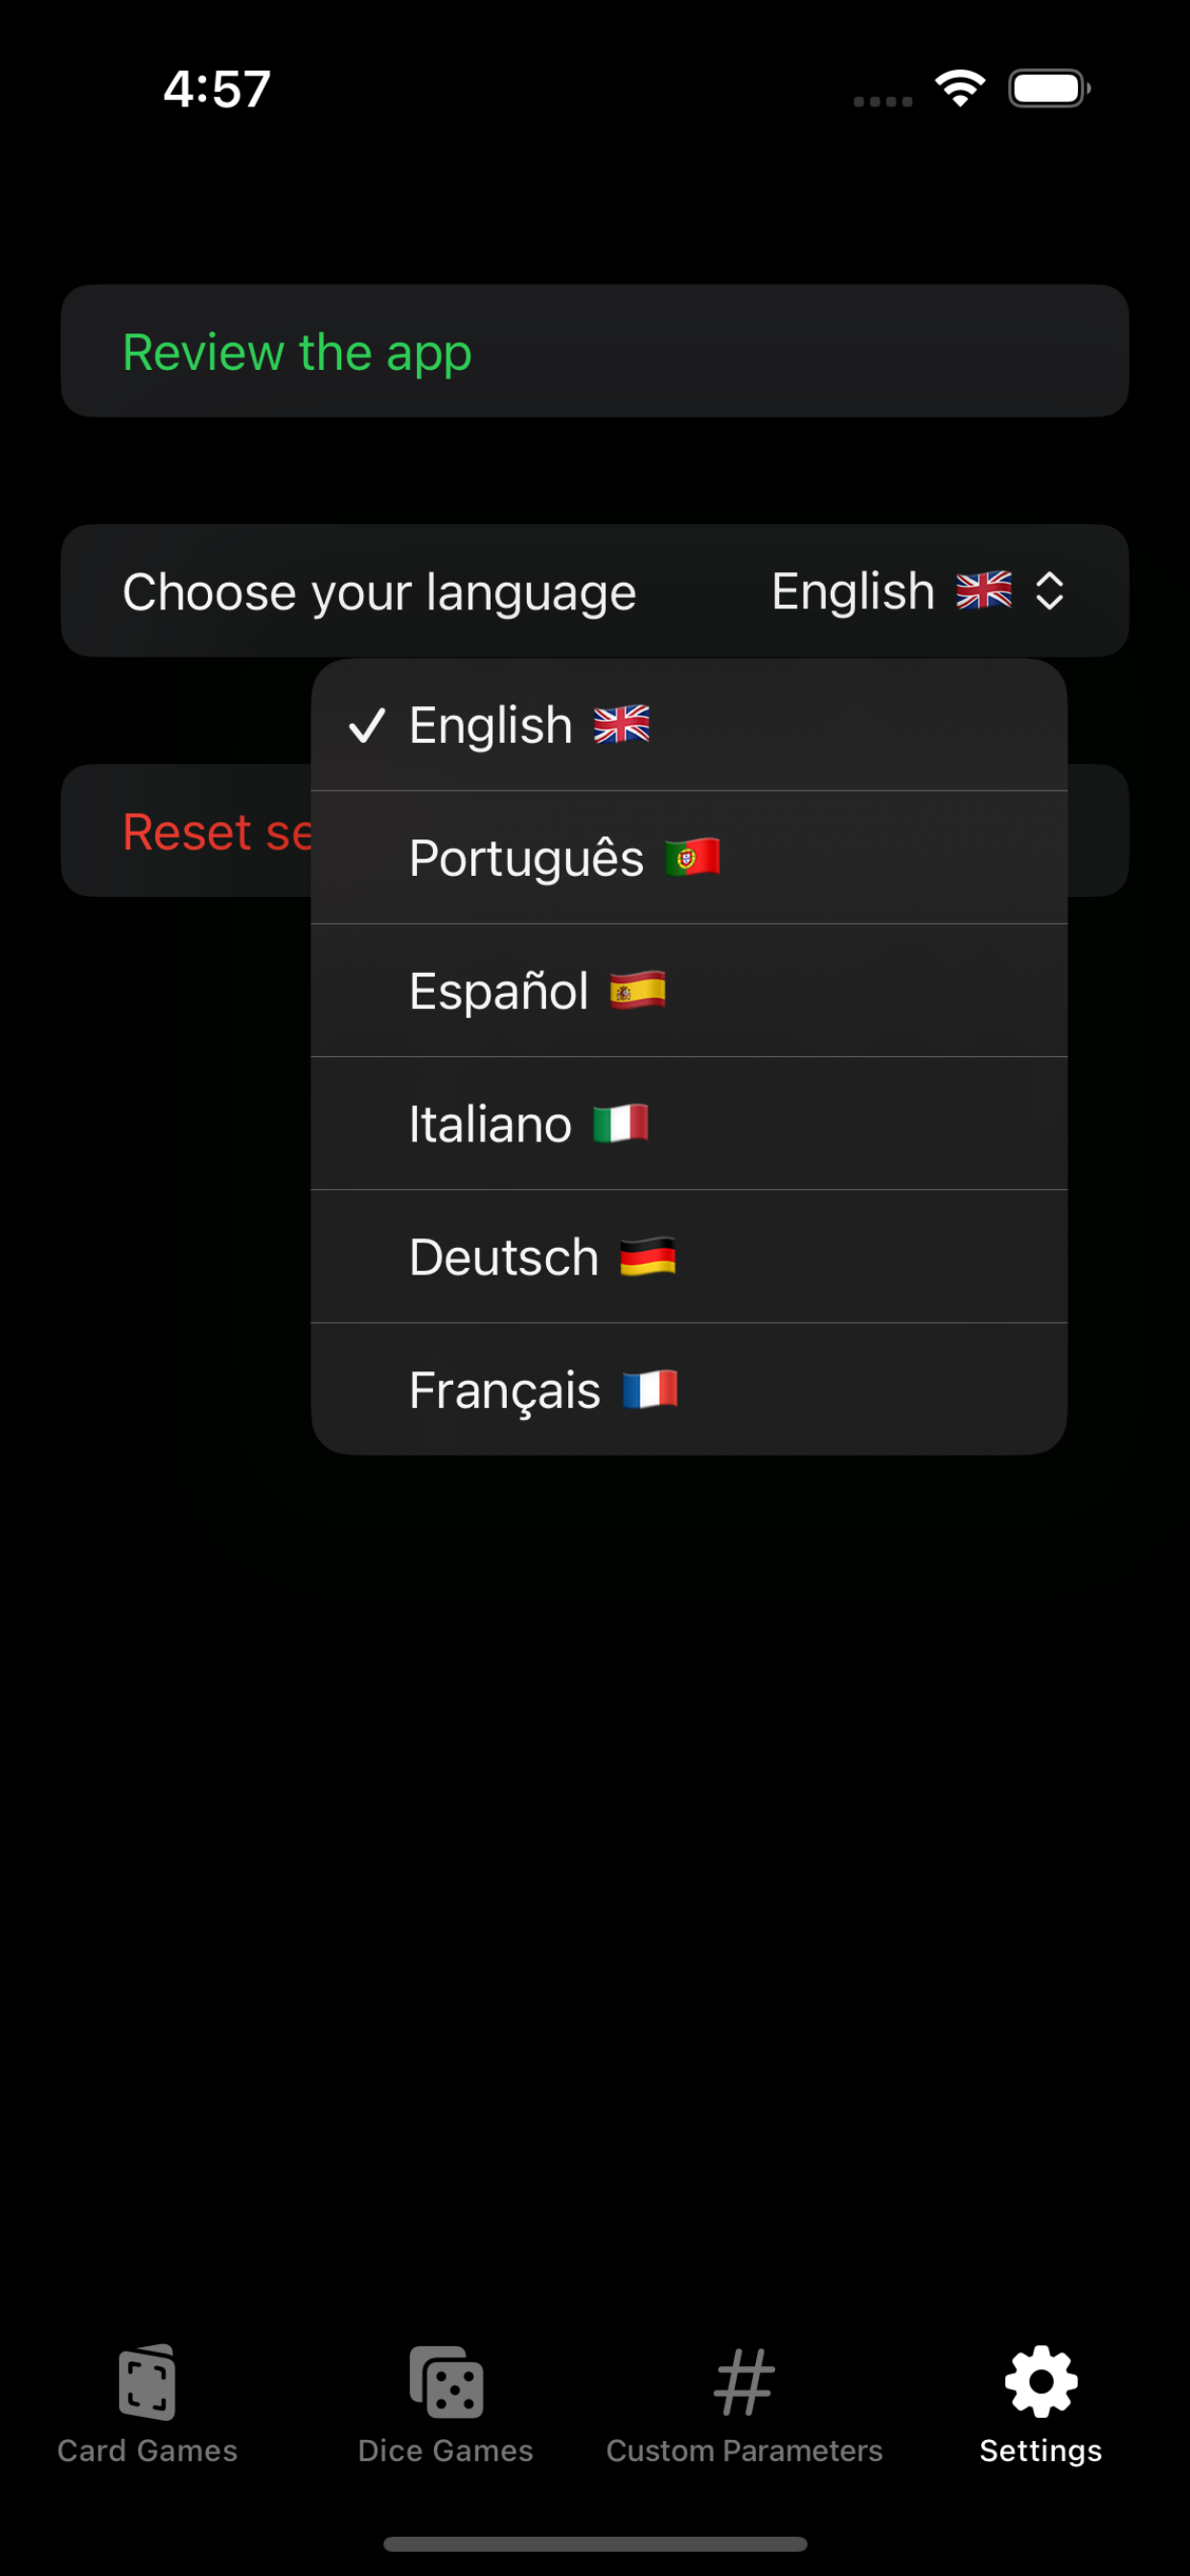 4:57
Review the app
Choose your language English 🇬🇧
✓ English 🇬🇧
Reset se
Português 🇵🇹
Español 🇪🇸
Italiano 🇮🇹
Deutsch 🇩🇪
Français 🇫🇷
Card Games Dice Games Custom Parameters Settings